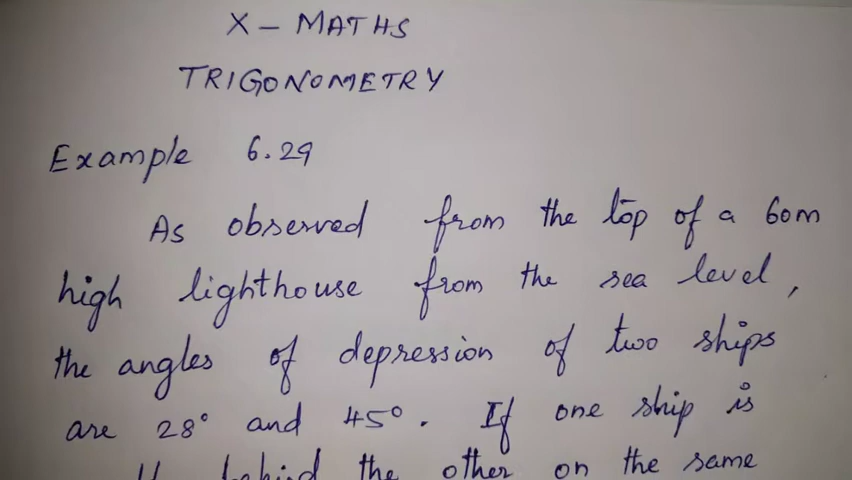 X - MATHS
TRIGONOMETRY
Example 6.29
As observed from the top of a 60m
high lighthouse from the sea level,
the angles of depression of two ships
are 28° and 45°. If one ship is
behind the other on the same